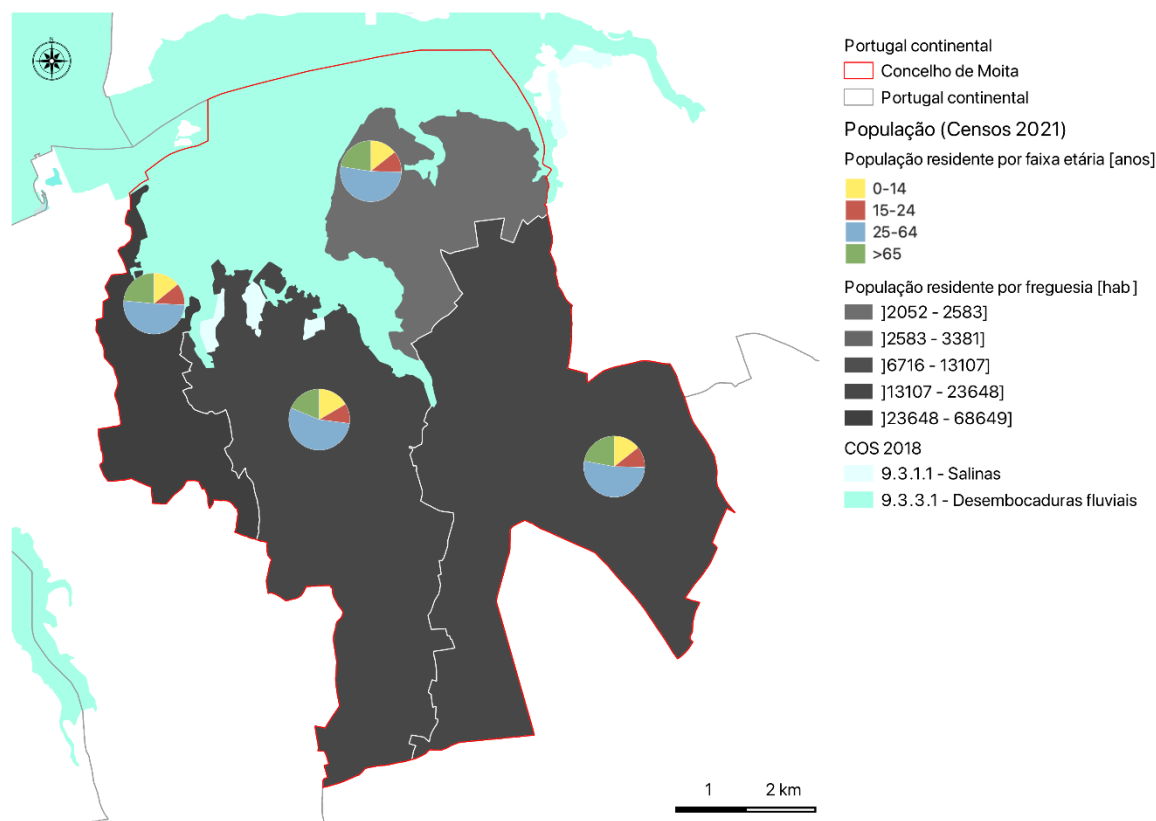 N
Portugal continental
Concelho de Moita
Portugal continental
População (Censos 2021)
População residente por faixa etária [anos]
0-14
15-24
25-64
>65
População residente por freguesia [hab]
]2052 - 2583]
]2583 - 3381]
]6716 - 13107]
]13107 - 23648]
]23648 - 68649]
COS 2018
9.3.1.1 - Salinas
9.3.3.1 - Desembocaduras fluviais
1 2 km